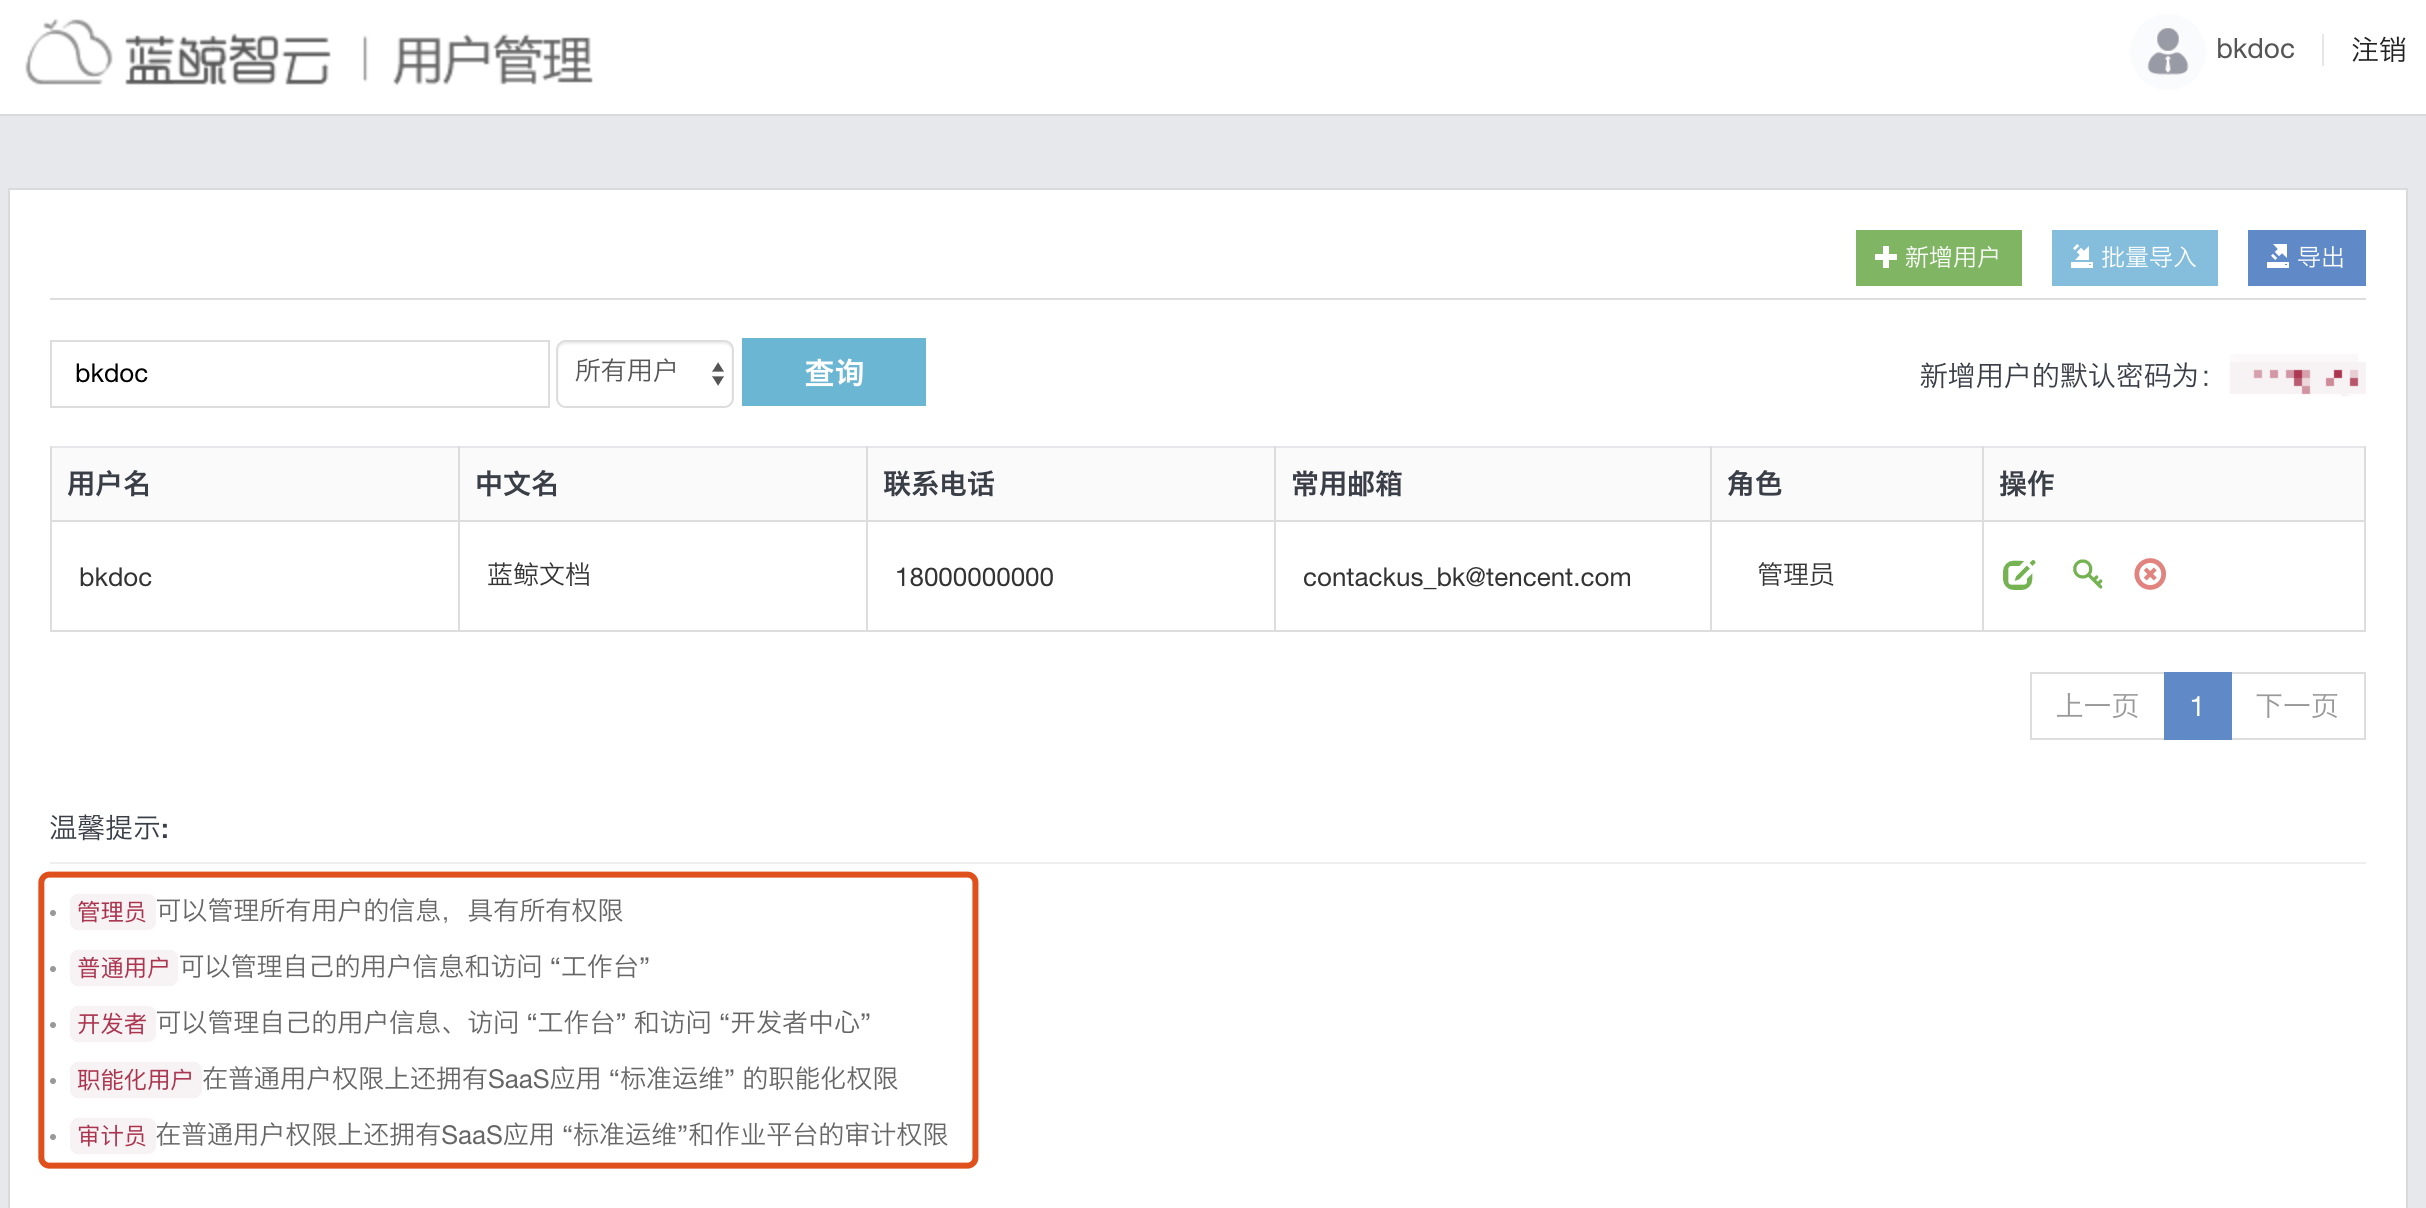 蓝鲸智云 | 用户管理
bkdoc 注销
新增用户 批量导入 导出
bkdoc 所有用户 查询 新增用户的默认密码为：
用户名 中文名 联系电话 常用邮箱 角色 操作
bkdoc 蓝鲸文档 18000000000 contackus_bk@tencent.com 管理员
上一页 1 下一页
温馨提示:
• 管理员 可以管理所有用户的信息，具有所有权限
• 普通用户 可以管理自己的用户信息和访问 “工作台”
• 开发者 可以管理自己的用户信息、访问 “工作台” 和访问 “开发者中心”
• 职能化用户 在普通用户权限上还拥有SaaS应用 “标准运维” 的职能化权限
• 审计员 在普通用户权限上还拥有SaaS应用 “标准运维”和作业平台的审计权限